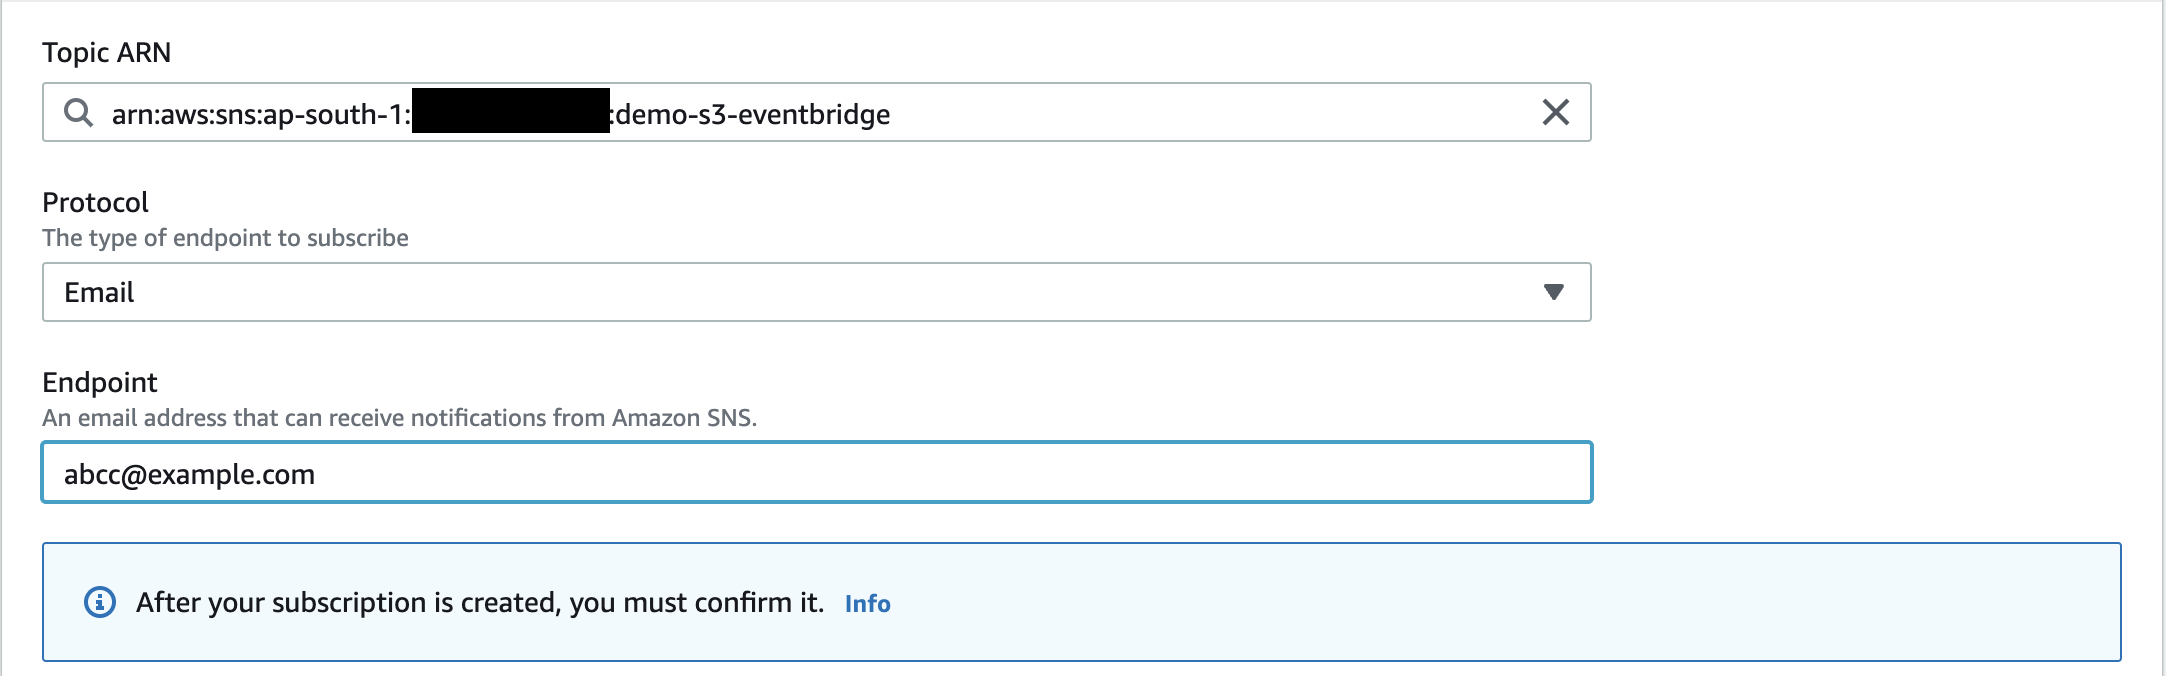 Topic ARN
arn:aws:sns:ap-south-1: :demo-s3-eventbridge
Protocol
The type of endpoint to subscribe
Email
Endpoint
An email address that can receive notifications from Amazon SNS.
abcc@example.com
After your subscription is created, you must confirm it. Info